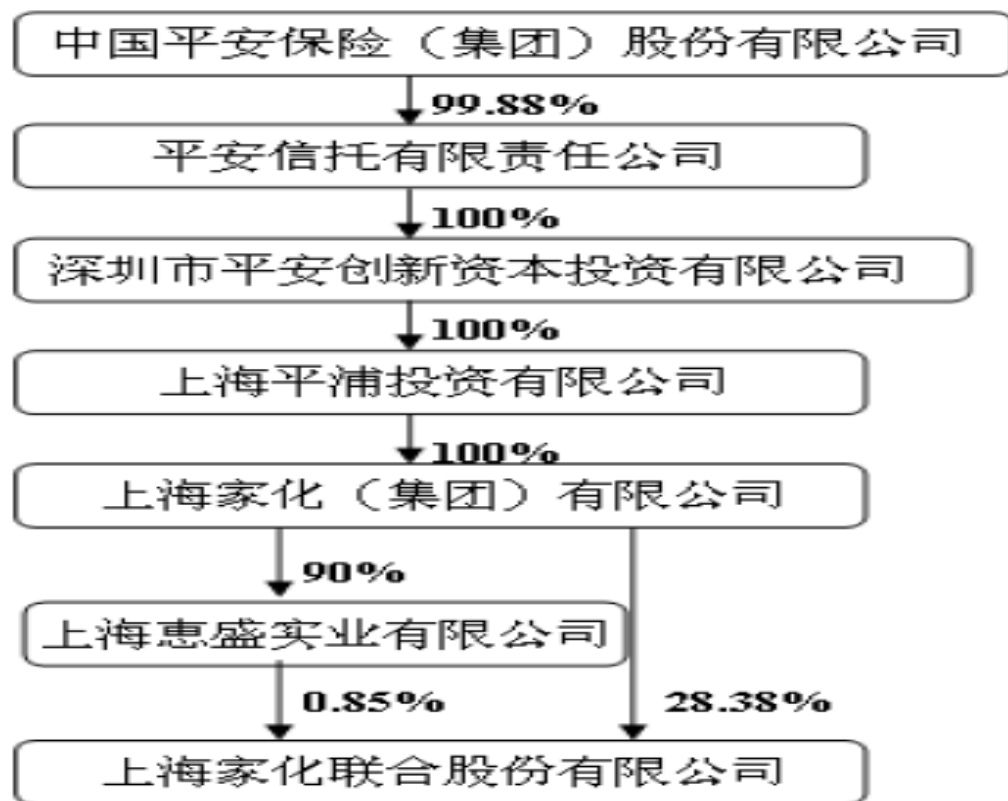 中国平安保险（集团）股份有限公司
99.88%
平安信托有限责任公司
100%
深圳市平安创新资本投资有限公司
100%
上海平浦投资有限公司
100%
上海家化（集团）有限公司
90%
上海惠盛实业有限公司
0.85%
28.38%
上海家化联合股份有限公司